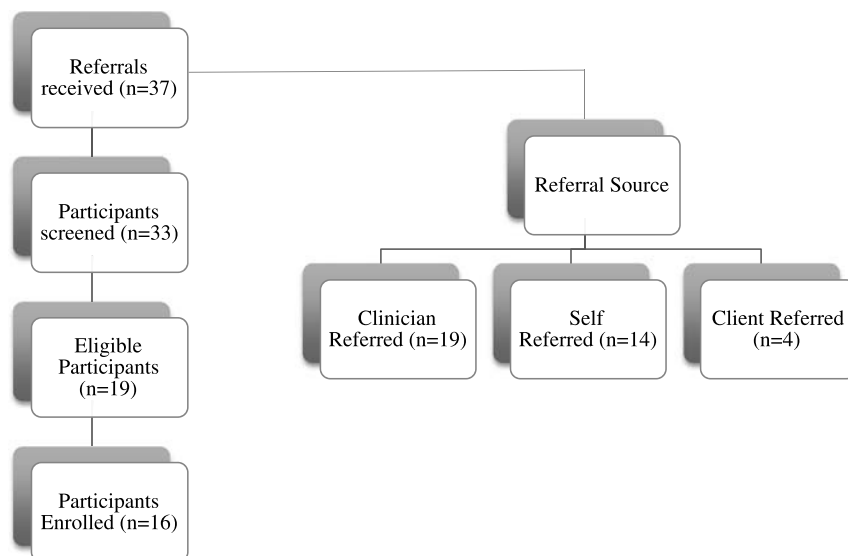 Referrals
received (n=37)
Participants
screened (n=33)
Eligible
Participants
(n=19)
Participants
Enrolled (n=16)
Referral Source
Clinician
Referred (n=19)
Self
Referred (n=14)
Client Referred
(n=4)